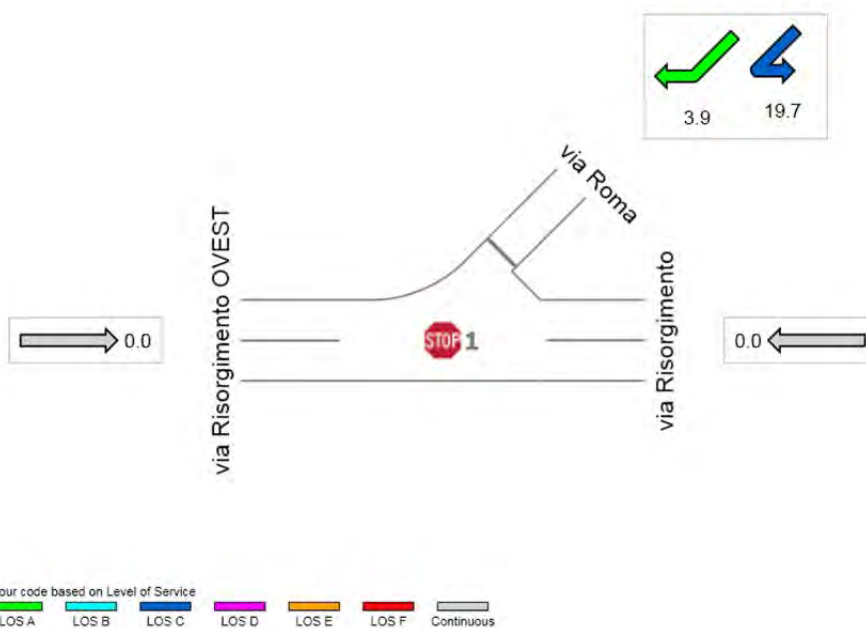 3.9
19.7
via Roma
via Risorgimento OVEST
via Risorgimento
0.0
STOP 1
0.0
our code based on Level of Service
LOS A
LOS B
LOS C
LOS D
LOS E
LOS F
Continuous